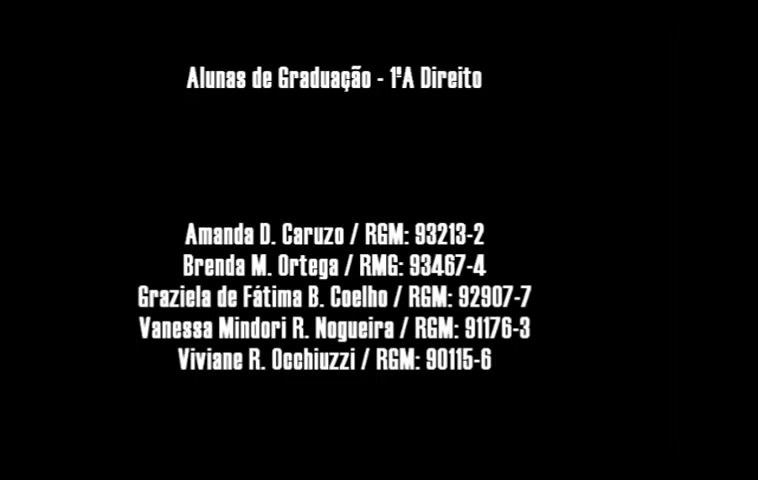 Alunas de Graduação - 1ªA Direito
Amanda D. Caruzo / RGM: 93213-2
Brenda M. Ortega / RMG: 93467-4
Graziela de Fátima B. Coelho / RGM: 92907-7
Vanessa Mindori R. Nogueira / RGM: 91176-3
Viviane R. Occhiuzzi / RGM: 90115-6